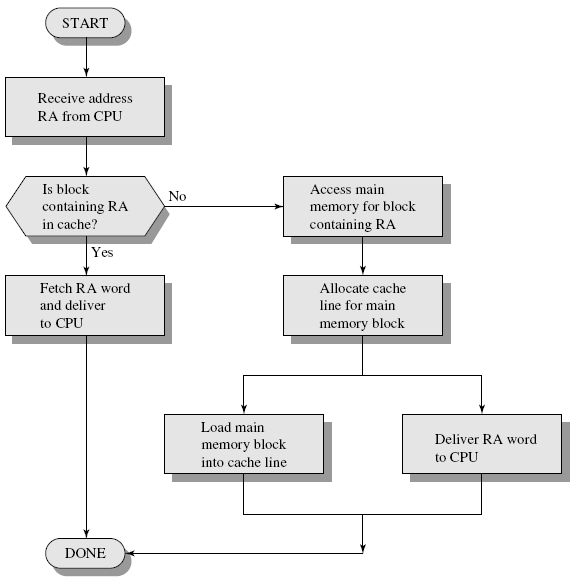 START
Receive address
RA from CPU
Is block
containing RA
in cache?
No
Access main
memory for block
containing RA
Yes
Fetch RA word
and deliver
to CPU
Allocate cache
line for main
memory block
Load main
memory block
into cache line
Deliver RA word
to CPU
DONE